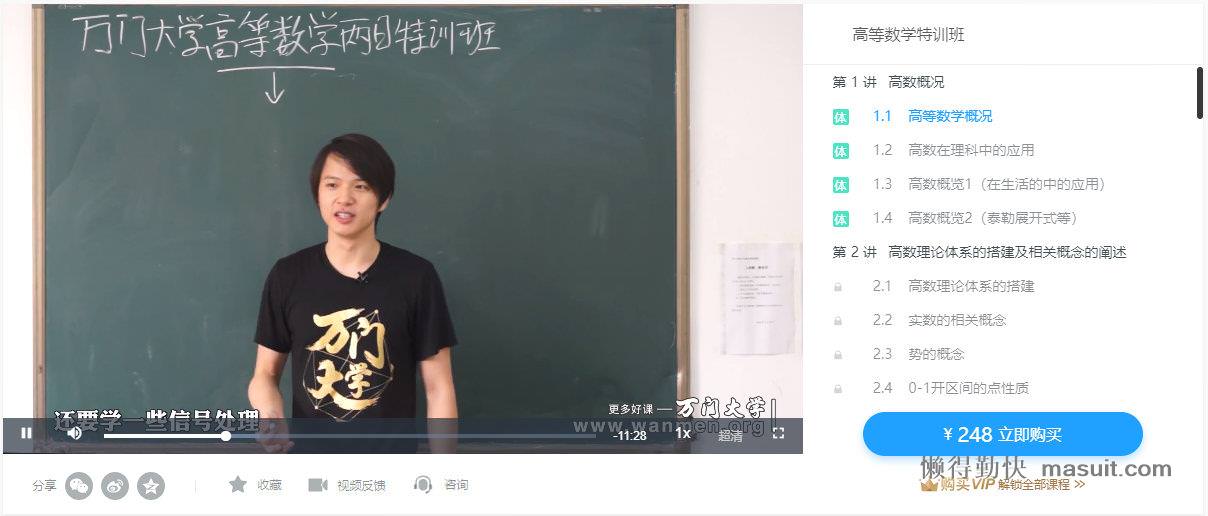 万门大学高等数学两日特训班
万门
大学
还要学一些信号处理
更多好课 — 万门大学
www.wanmen.org
-11:28
1x
超清
分享
收藏
视频反馈
咨询
高等数学特训班
第 1 讲 高数概况
体 1.1 高等数学概况
体 1.2 高数在理科中的应用
体 1.3 高数概览1（在生活的中的应用）
体 1.4 高数概览2（泰勒展开式等）
第 2 讲 高数理论体系的搭建及相关概念的阐述
2.1 高数理论体系的搭建
2.2 实数的相关概念
2.3 势的概念
2.4 0-1开区间的点性质
¥ 248 立即购买
懒得勤快 masuit.com
购买VIP 解锁全部课程 >>